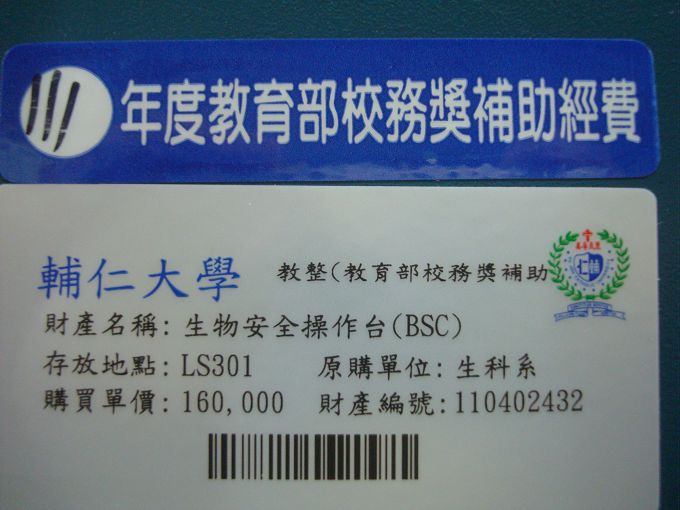 111 年度教育部校務獎補助經費
輔仁大學 教整(教育部校務獎補助
財產名稱: 生物安全操作台(BSC)
存放地點: LS301 原購單位: 生科系
購買單價: 160,000 財產編號: 110402432